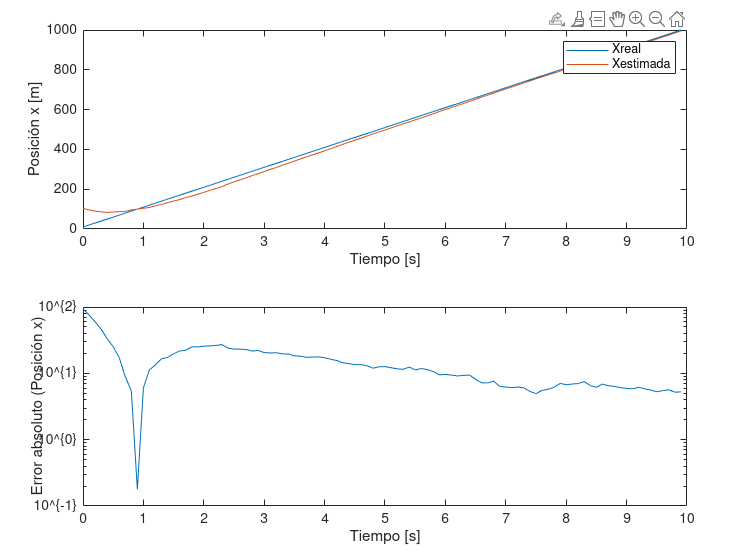 1000
800
600
400
200
0
Posición x [m]
Xreal
Xestimada
0 1 2 3 4 5 6 7 8 9 10
Tiempo [s]
10^{2}
10^{1}
10^{0}
10^{-1}
Error absoluto (Posición x)
0 1 2 3 4 5 6 7 8 9 10
Tiempo [s]